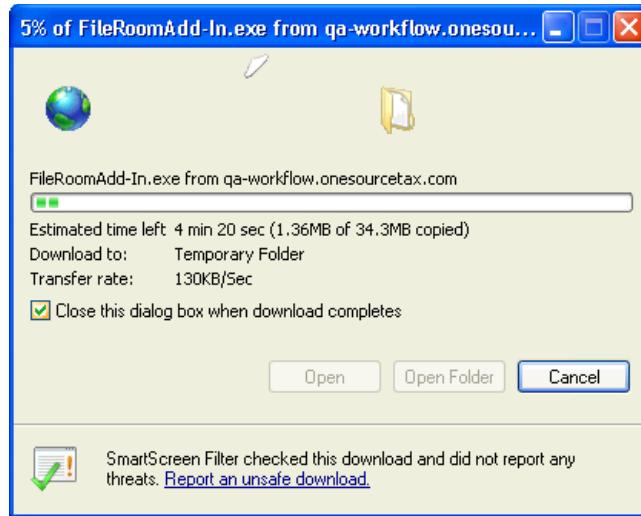 5% of FileRoomAdd-In.exe from qa-workflow.onesou...
FileRoomAdd-In.exe from qa-workflow.onesourcetax.com
Estimated time left 4 min 20 sec (1.36MB of 34.3MB copied)
Download to: Temporary Folder
Transfer rate: 130KB/Sec
Close this dialog box when download completes
Open Open Folder Cancel
SmartScreen Filter checked this download and did not report any
threats. Report an unsafe download.